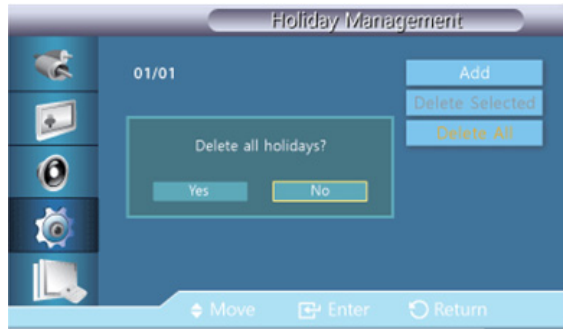 Holiday Management
01/01
Add
Delete Selected
Delete All
Delete all holidays?
Yes
No
Move
Enter
Return